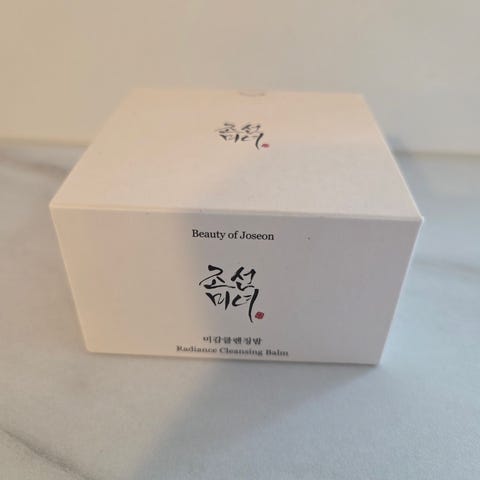 조선
미녀
Beauty of Joseon
조선
미녀
미감클렌징밤
Radiance Cleansing Balm